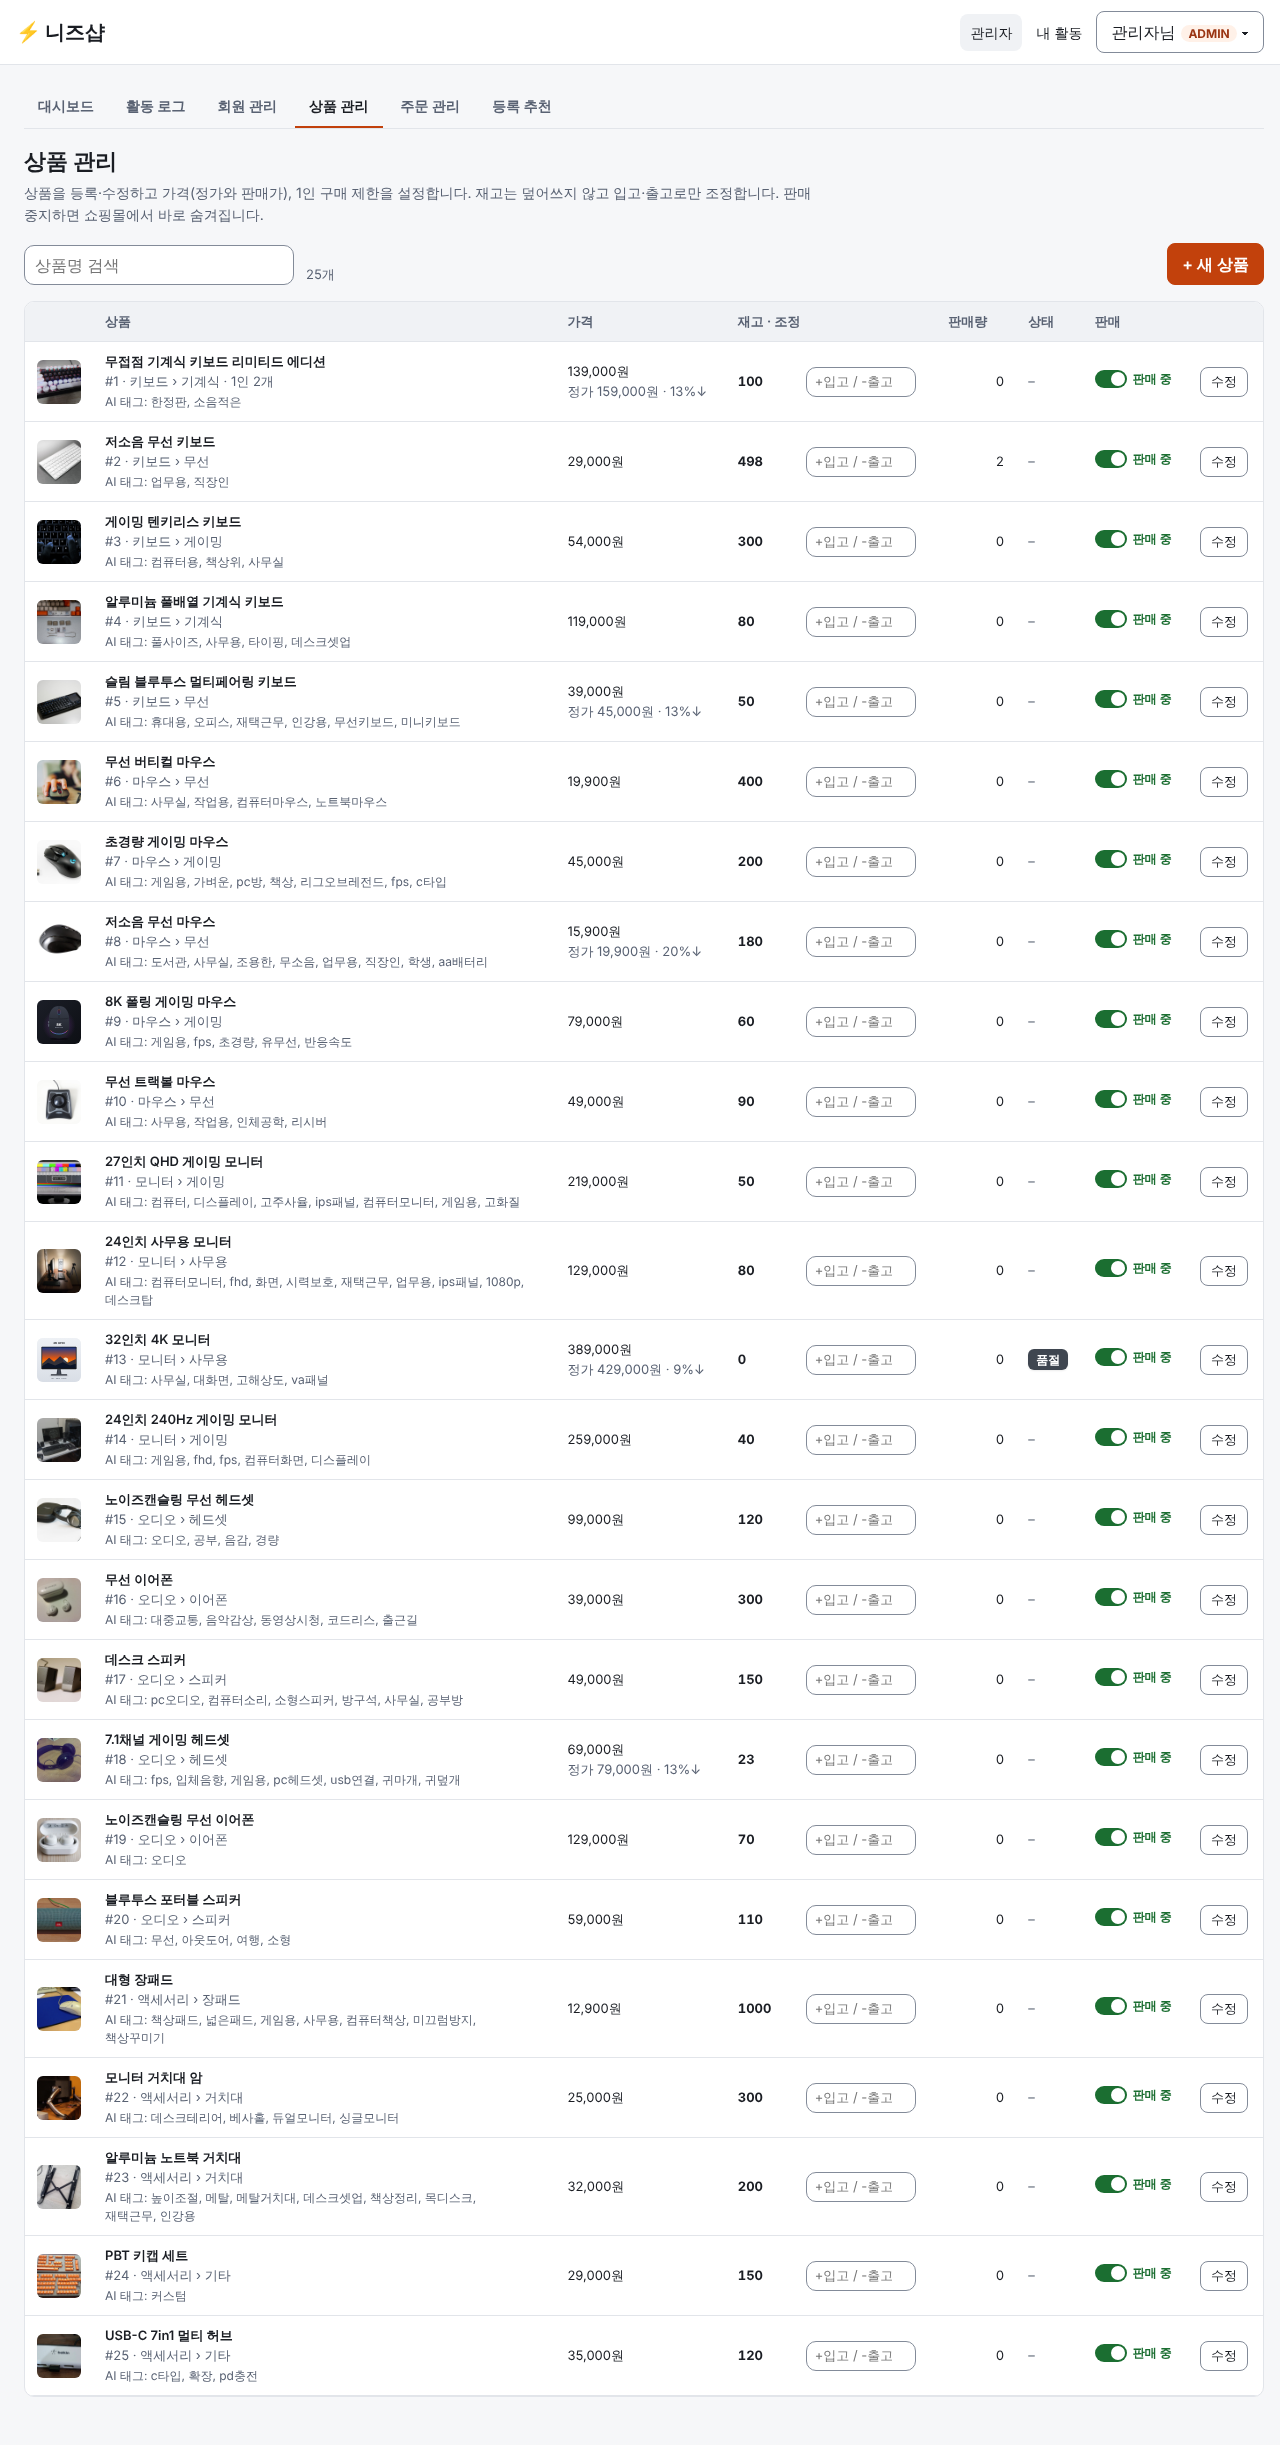 ⚡ 니즈샵
관리자
내 활동
관리자님 ADMIN
대시보드
활동 로그
회원 관리
상품 관리
주문 관리
등록 추천
상품 관리
상품을 등록·수정하고 가격(정가와 판매가), 1인 구매 제한을 설정합니다. 재고는 덮어쓰지 않고 입고·출고로만 조정합니다. 판매
중지하면 쇼핑몰에서 바로 숨겨집니다.
상품명 검색
25개
+ 새 상품
상품 가격 재고 · 조정 판매량 상태 판매
무접점 기계식 키보드 리미티드 에디션
#1 · 키보드 › 기계식 · 1인 2개
AI 태그: 한정판, 소음적은
139,000원
정가 159,000원 · 13%↓
100 +입고 / -출고 0 – 판매 중 수정
저소음 무선 키보드
#2 · 키보드 › 무선
AI 태그: 업무용, 직장인
29,000원
498 +입고 / -출고 2 – 판매 중 수정
게이밍 텐키리스 키보드
#3 · 키보드 › 게이밍
AI 태그: 컴퓨터용, 책상위, 사무실
54,000원
300 +입고 / -출고 0 – 판매 중 수정
알루미늄 풀배열 기계식 키보드
#4 · 키보드 › 기계식
AI 태그: 풀사이즈, 사무용, 타이핑, 데스크셋업
119,000원
80 +입고 / -출고 0 – 판매 중 수정
슬림 블루투스 멀티페어링 키보드
#5 · 키보드 › 무선
AI 태그: 휴대용, 오피스, 재택근무, 인강용, 무선키보드, 미니키보드
39,000원
정가 45,000원 · 13%↓
50 +입고 / -출고 0 – 판매 중 수정
무선 버티컬 마우스
#6 · 마우스 › 무선
AI 태그: 사무실, 작업용, 컴퓨터마우스, 노트북마우스
19,900원
400 +입고 / -출고 0 – 판매 중 수정
초경량 게이밍 마우스
#7 · 마우스 › 게이밍
AI 태그: 게임용, 가벼운, pc방, 책상, 리그오브레전드, fps, c타입
45,000원
200 +입고 / -출고 0 – 판매 중 수정
저소음 무선 마우스
#8 · 마우스 › 무선
AI 태그: 도서관, 사무실, 조용한, 무소음, 업무용, 직장인, 학생, aa배터리
15,900원
정가 19,900원 · 20%↓
180 +입고 / -출고 0 – 판매 중 수정
8K 폴링 게이밍 마우스
#9 · 마우스 › 게이밍
AI 태그: 게임용, fps, 초경량, 유무선, 반응속도
79,000원
60 +입고 / -출고 0 – 판매 중 수정
무선 트랙볼 마우스
#10 · 마우스 › 무선
AI 태그: 사무용, 작업용, 인체공학, 리시버
49,000원
90 +입고 / -출고 0 – 판매 중 수정
27인치 QHD 게이밍 모니터
#11 · 모니터 › 게이밍
AI 태그: 컴퓨터, 디스플레이, 고주사율, ips패널, 컴퓨터모니터, 게임용, 고화질
219,000원
50 +입고 / -출고 0 – 판매 중 수정
24인치 사무용 모니터
#12 · 모니터 › 사무용
AI 태그: 컴퓨터모니터, fhd, 화면, 시력보호, 재택근무, 업무용, ips패널, 1080p,
데스크탑
129,000원
80 +입고 / -출고 0 – 판매 중 수정
32인치 4K 모니터
#13 · 모니터 › 사무용
AI 태그: 사무실, 대화면, 고해상도, va패널
389,000원
정가 429,000원 · 9%↓
0 +입고 / -출고 0 품절 판매 중 수정
24인치 240Hz 게이밍 모니터
#14 · 모니터 › 게이밍
AI 태그: 게임용, fhd, fps, 컴퓨터화면, 디스플레이
259,000원
40 +입고 / -출고 0 – 판매 중 수정
노이즈캔슬링 무선 헤드셋
#15 · 오디오 › 헤드셋
AI 태그: 오디오, 공부, 음감, 경량
99,000원
120 +입고 / -출고 0 – 판매 중 수정
무선 이어폰
#16 · 오디오 › 이어폰
AI 태그: 대중교통, 음악감상, 동영상시청, 코드리스, 출근길
39,000원
300 +입고 / -출고 0 – 판매 중 수정
데스크 스피커
#17 · 오디오 › 스피커
AI 태그: pc오디오, 컴퓨터소리, 소형스피커, 방구석, 사무실, 공부방
49,000원
150 +입고 / -출고 0 – 판매 중 수정
7.1채널 게이밍 헤드셋
#18 · 오디오 › 헤드셋
AI 태그: fps, 입체음향, 게임용, pc헤드셋, usb연결, 귀마개, 귀덮개
69,000원
정가 79,000원 · 13%↓
23 +입고 / -출고 0 – 판매 중 수정
노이즈캔슬링 무선 이어폰
#19 · 오디오 › 이어폰
AI 태그: 오디오
129,000원
70 +입고 / -출고 0 – 판매 중 수정
블루투스 포터블 스피커
#20 · 오디오 › 스피커
AI 태그: 무선, 아웃도어, 여행, 소형
59,000원
110 +입고 / -출고 0 – 판매 중 수정
대형 장패드
#21 · 액세서리 › 장패드
AI 태그: 책상패드, 넓은패드, 게임용, 사무용, 컴퓨터책상, 미끄럼방지,
책상꾸미기
12,900원
1000 +입고 / -출고 0 – 판매 중 수정
모니터 거치대 암
#22 · 액세서리 › 거치대
AI 태그: 데스크테리어, 베사홀, 듀얼모니터, 싱글모니터
25,000원
300 +입고 / -출고 0 – 판매 중 수정
알루미늄 노트북 거치대
#23 · 액세서리 › 거치대
AI 태그: 높이조절, 메탈, 메탈거치대, 데스크셋업, 책상정리, 목디스크,
재택근무, 인강용
32,000원
200 +입고 / -출고 0 – 판매 중 수정
PBT 키캡 세트
#24 · 액세서리 › 기타
AI 태그: 커스텀
29,000원
150 +입고 / -출고 0 – 판매 중 수정
USB-C 7in1 멀티 허브
#25 · 액세서리 › 기타
AI 태그: c타입, 확장, pd충전
35,000원
120 +입고 / -출고 0 – 판매 중 수정